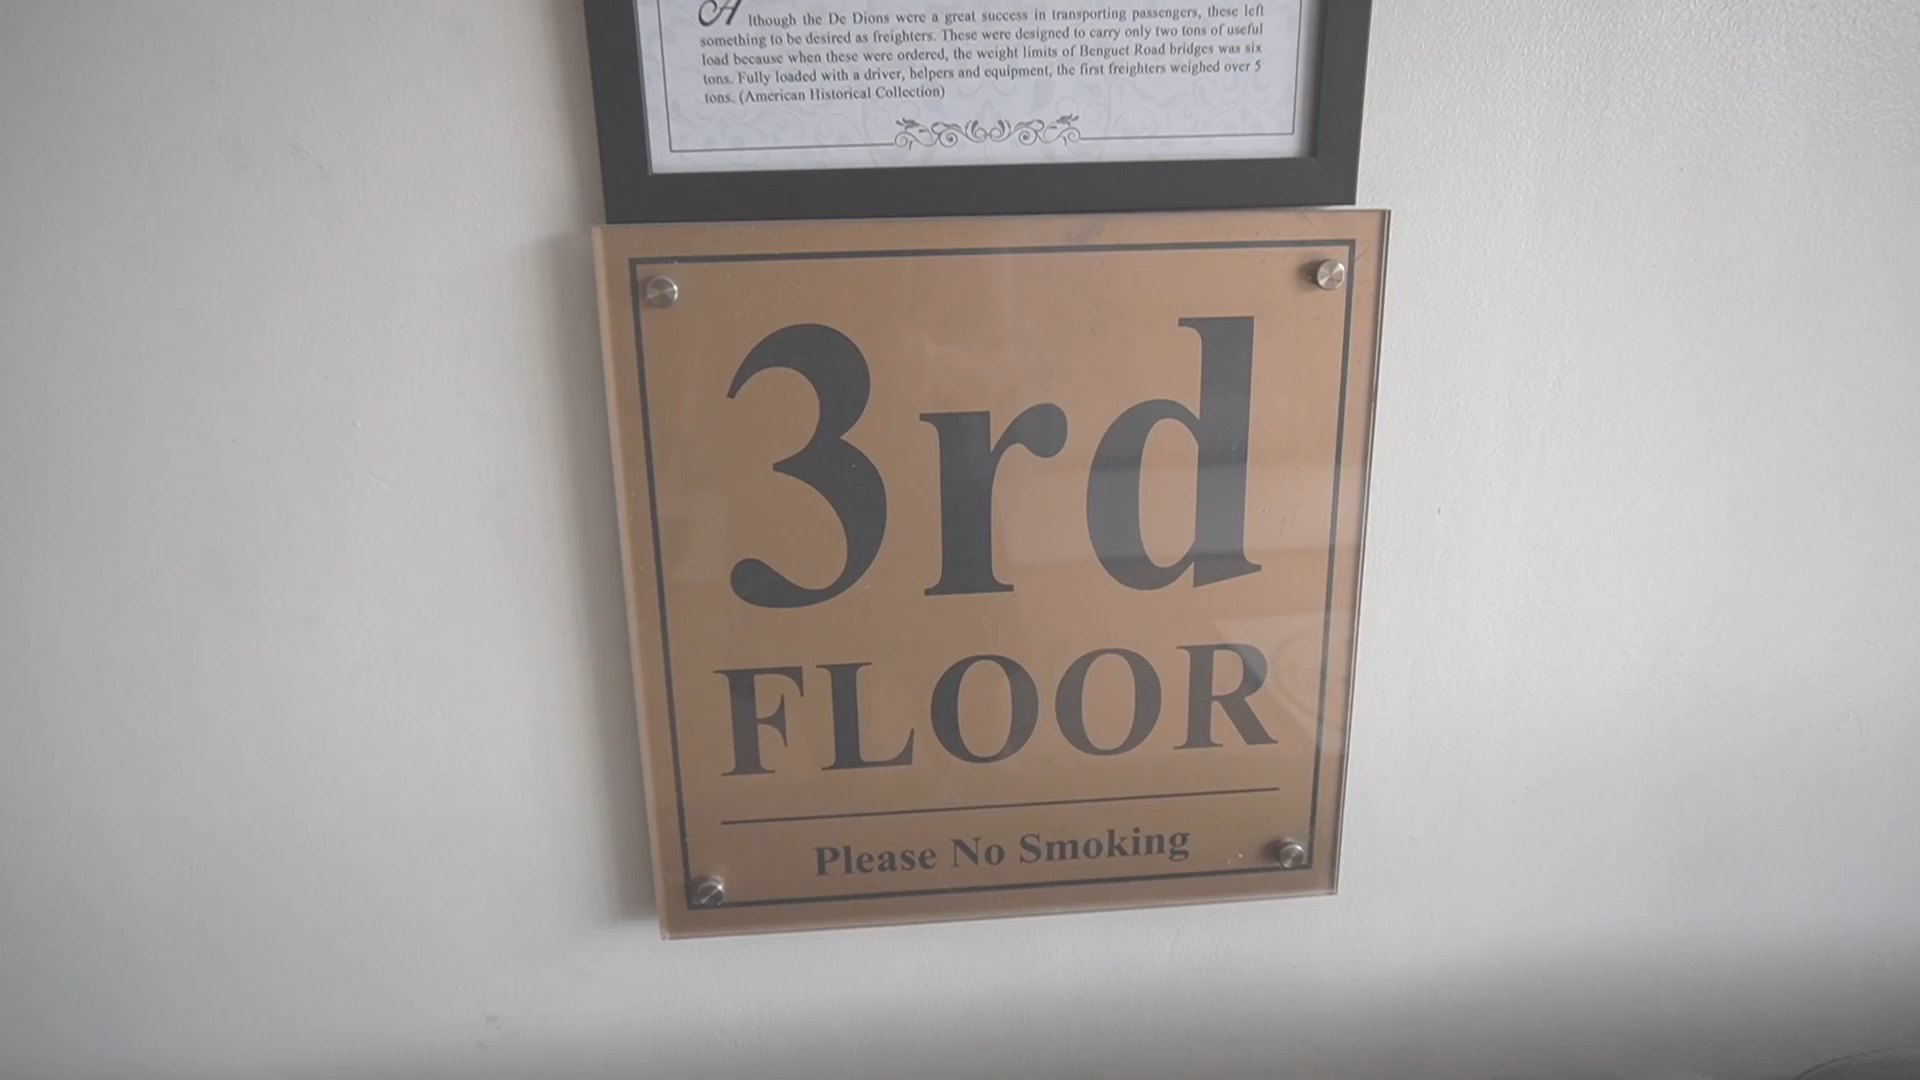 Although the De Dions were a great success in transporting passengers, these left
something to be desired as freighters. These were designed to carry only two tons of useful
load because when these were ordered, the weight limits of Benguet Road bridges was six
tons. Fully loaded with a driver, helpers and equipment, the first freighters weighed over 5
tons. (American Historical Collection)
3rd
FLOOR
Please No Smoking